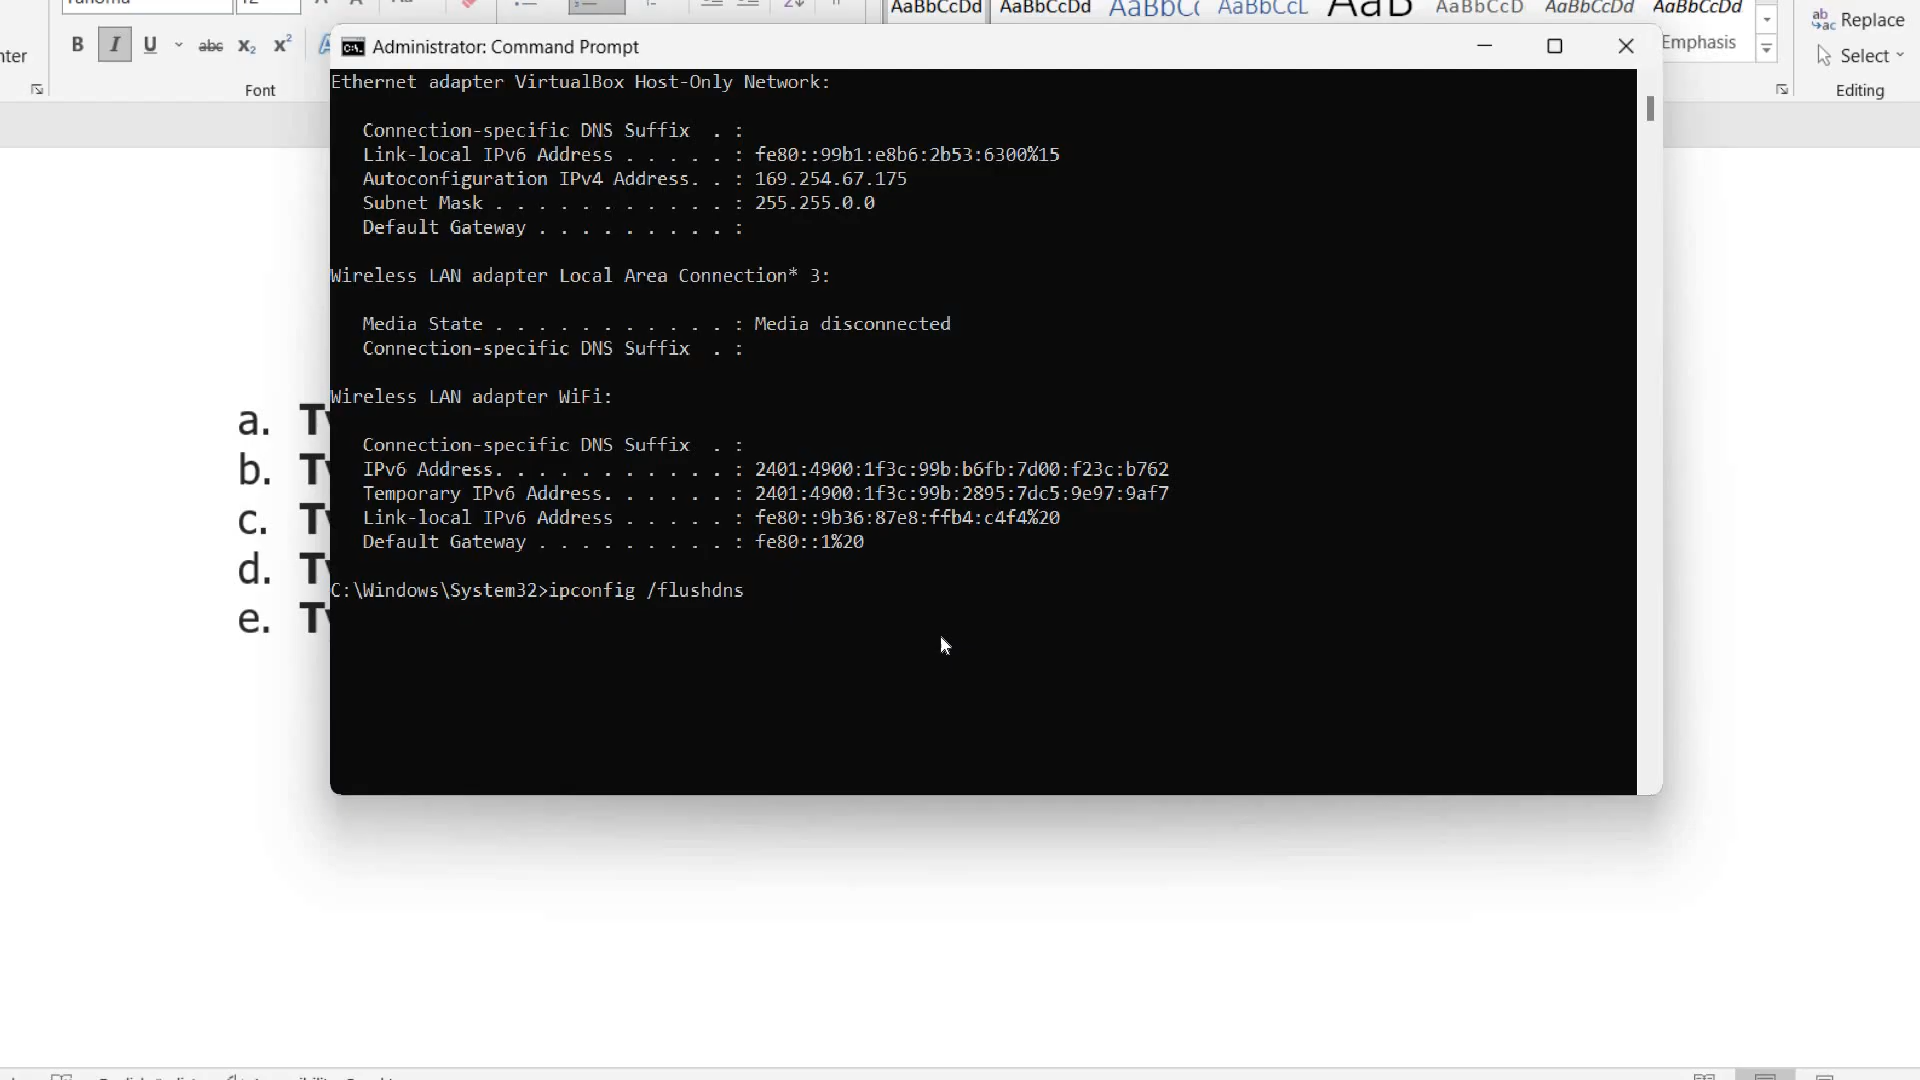 AaBbCcDd AaBbCcDd AaBbC AaBbCcL AaB AaBbCcD AaBbCcDd AaBbCcDd Replace
B I U abc x₂ x² Emphasis Select
Font Editing
Administrator: Command Prompt
Ethernet adapter VirtualBox Host-Only Network:
Connection-specific DNS Suffix . :
Link-local IPv6 Address . . . . . : fe80::99b1:e8b6:2b53:6300%15
Autoconfiguration IPv4 Address. . : 169.254.67.175
Subnet Mask . . . . . . . . . . . : 255.255.0.0
Default Gateway . . . . . . . . . :
Wireless LAN adapter Local Area Connection* 3:
Media State . . . . . . . . . . . : Media disconnected
Connection-specific DNS Suffix . :
Wireless LAN adapter WiFi:
Connection-specific DNS Suffix . :
IPv6 Address. . . . . . . . . . . : 2401:4900:1f3c:99b:b6fb:7d00:f23c:b762
Temporary IPv6 Address. . . . . . : 2401:4900:1f3c:99b:2895:7dc5:9e97:9af7
Link-local IPv6 Address . . . . . : fe80::9b36:87e8:ffb4:c4f4%20
Default Gateway . . . . . . . . . : fe80::1%20
C:\Windows\System32>ipconfig /flushdns
a.
b.
c.
d.
e.